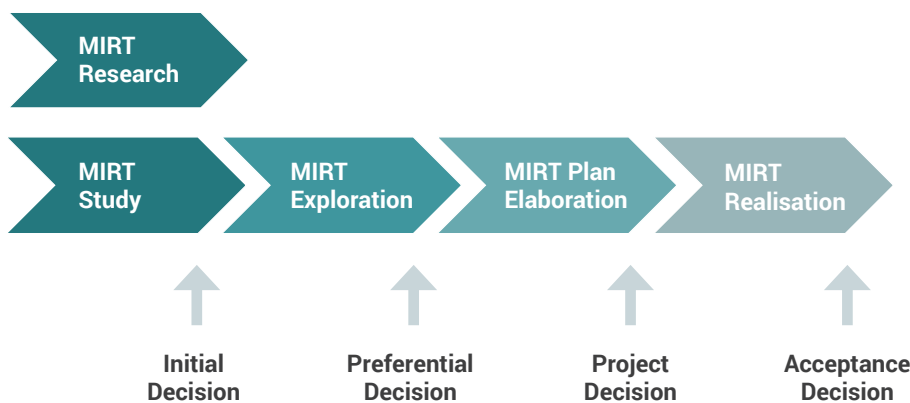 MIRT
Research
MIRT
Study
MIRT
Exploration
MIRT Plan
Elaboration
MIRT
Realisation
Initial
Decision
Preferential
Decision
Project
Decision
Acceptance
Decision